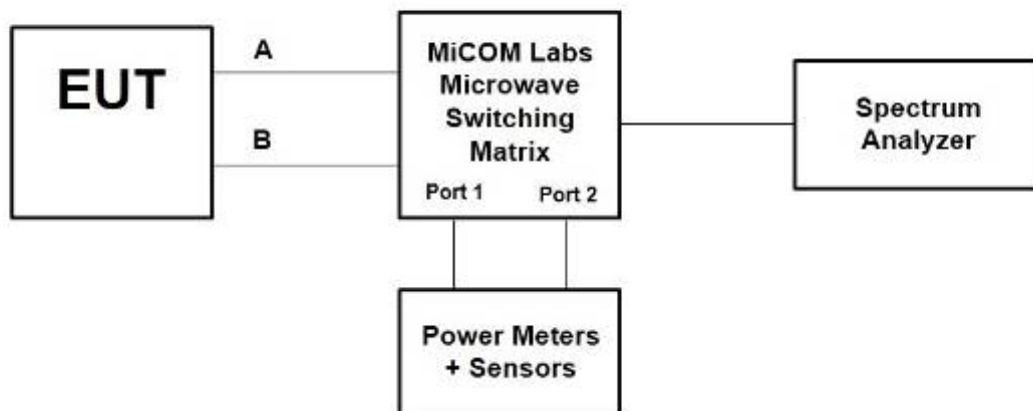 EUT
A
B
MiCOM Labs
Microwave
Switching
Matrix
Port 1 Port 2
Spectrum
Analyzer
Power Meters
+ Sensors